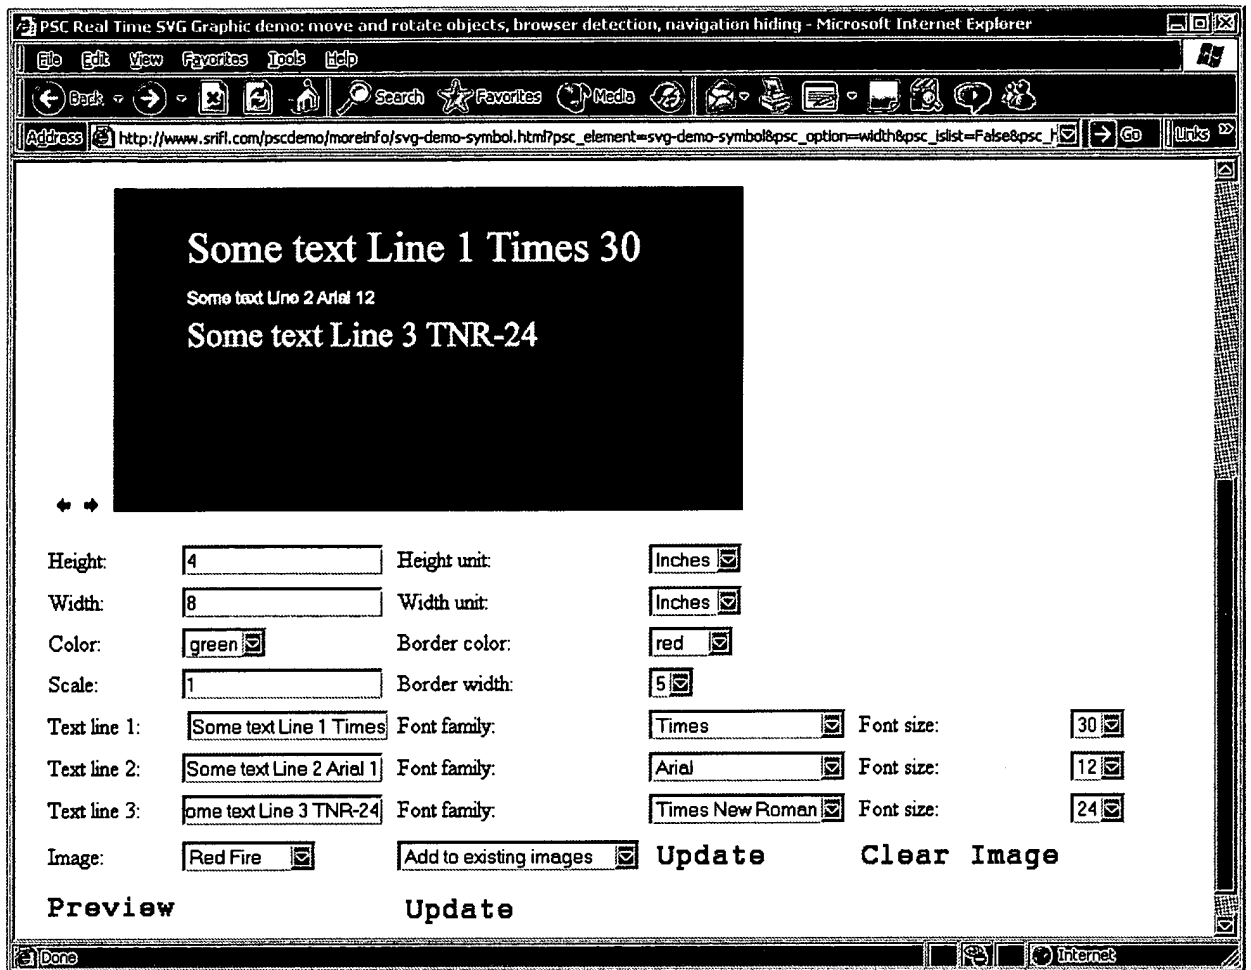 PSC Real Time SVG Graphic demo: move and rotate objects, browser detection, navigation hiding - Microsoft Internet Explorer
File Edit View Favorites Tools Help
Back Search Favorites Media
Address http://www.srifl.com/pscdemo/moreinfo/svg-demo-symbol.html?psc_element=svg-demo-symbol&psc_option=width&psc_islist=False&psc_H Go Links »
Some text Line 1 Times 30
Some text Line 2 Arial 12
Some text Line 3 TNR-24
Height: 4 Height unit: Inches
Width: 8 Width unit: Inches
Color: green Border color: red
Scale: 1 Border width: 5
Text line 1: Some text Line 1 Times Font family: Times Font size: 30
Text line 2: Some text Line 2 Arial 1 Font family: Arial Font size: 12
Text line 3: ome text Line 3 TNR-24 Font family: Times New Roman Font size: 24
Image: Red Fire Add to existing images Update Clear Image
Preview Update
Done Internet